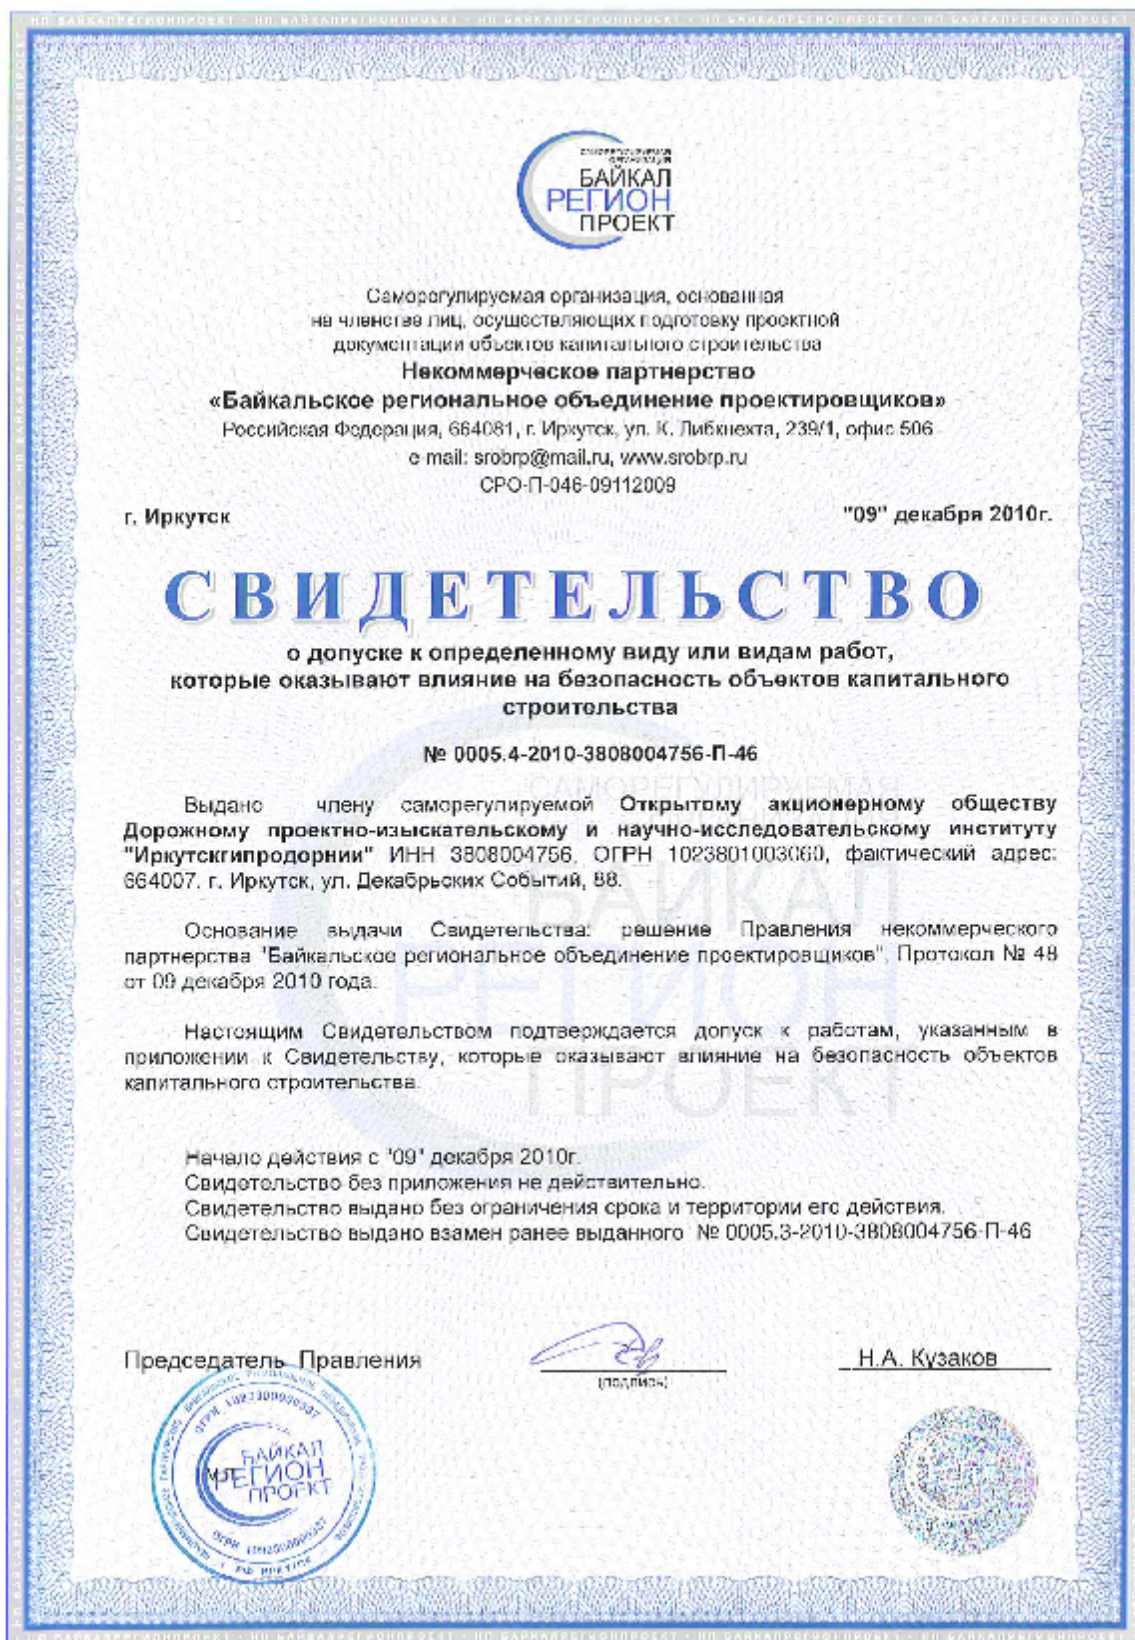 САМОРЕГУЛИРУЕМАЯ
ОРГАНИЗАЦИЯ
БАЙКАЛ
РЕГИОН
ПРОЕКТ
Саморегулируемая организация, основанная
на членстве лиц, осуществляющих подготовку проектной
документации объектов капитального строительства
Некоммерческое партнерство
«Байкальское региональное объединение проектировщиков»
Российская Федерация, 664081, г. Иркутск, ул. К. Либкнехта, 239/1, офис 506
e-mail: srobrp@mail.ru, www.srobrp.ru
СРО-П-046-09112009
г. Иркутск "09" декабря 2010г.
СВИДЕТЕЛЬСТВО
о допуске к определенному виду или видам работ,
которые оказывают влияние на безопасность объектов капитального
строительства
№ 0005.4-2010-3808004756-П-46
Выдано члену саморегулируемой Открытому акционерному обществу
Дорожному проектно-изыскательскому и научно-исследовательскому институту
"Иркутскгипродорнии" ИНН 3808004756, ОГРН 1023801003060, фактический адрес:
664007, г. Иркутск, ул. Декабрьских Событий, 88.
Основание выдачи Свидетельства: решение Правления некоммерческого
партнерства "Байкальское региональное объединение проектировщиков", Протокол № 48
от 09 декабря 2010 года.
Настоящим Свидетельством подтверждается допуск к работам, указанным в
приложении к Свидетельству, которые оказывают влияние на безопасность объектов
капитального строительства.
Начало действия с "09" декабря 2010г.
Свидетельство без приложения не действительно.
Свидетельство выдано без ограничения срока и территории его действия.
Свидетельство выдано взамен ранее выданного № 0005.3-2010-3808004756-П-46
Председатель Правления
(подпись)
Н.А. Кузаков
БАЙКАЛ
РЕГИОН
ПРОЕКТ